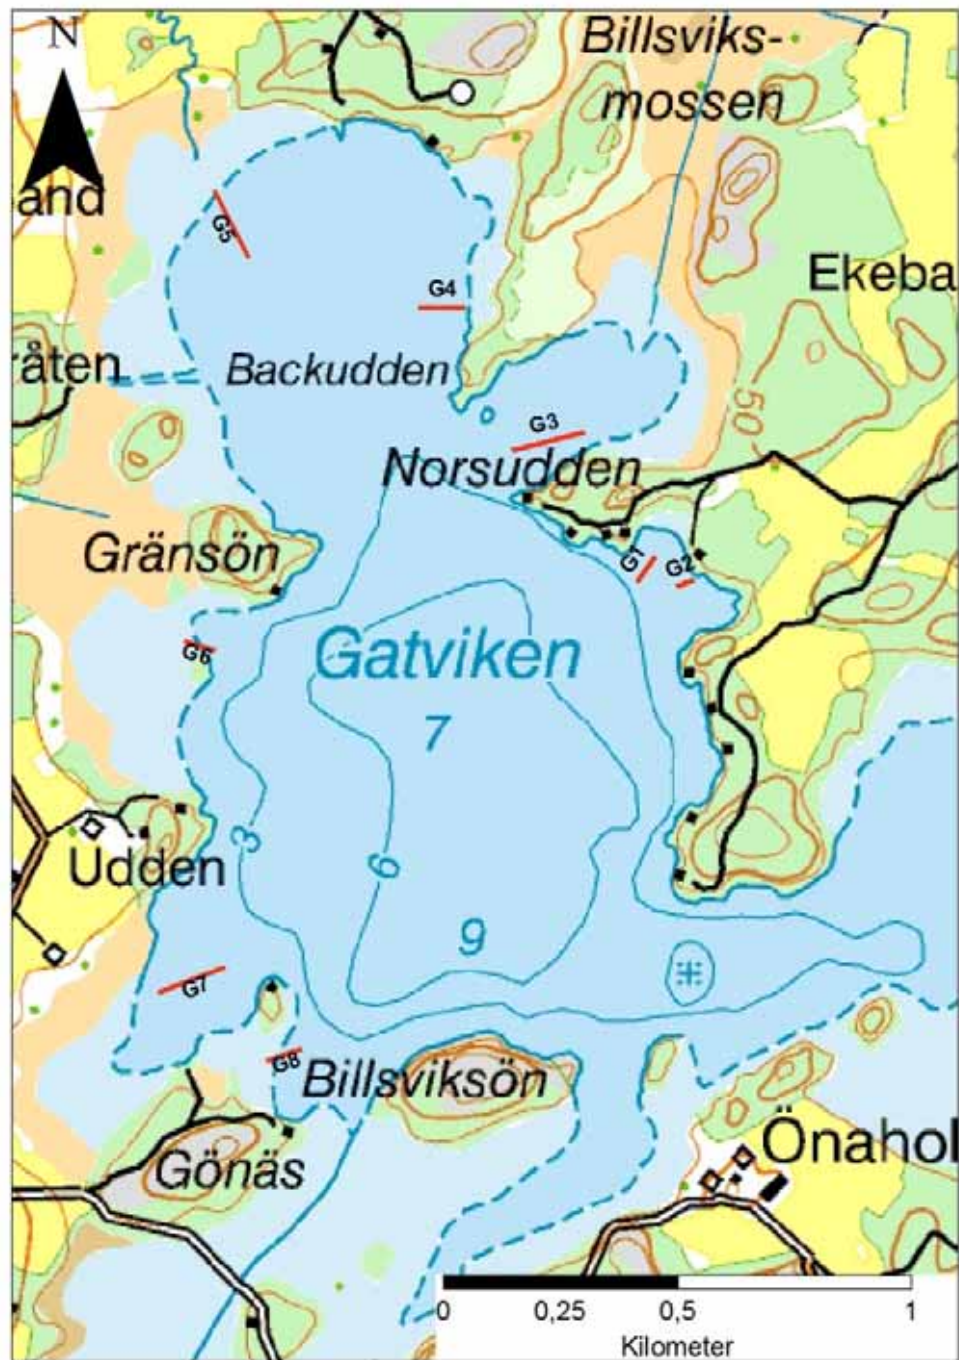 N
Billsviks-
mossen
and
G5
Ekeba
G4
råten
Backudden
50
G3
Norsudden
Gränsön
G1
G2
Gatviken
G6
7
3
6
Udden
9
G7
G8
Billsviksön
Önahol
Gönäs
0
0,25
0,5
1
Kilometer